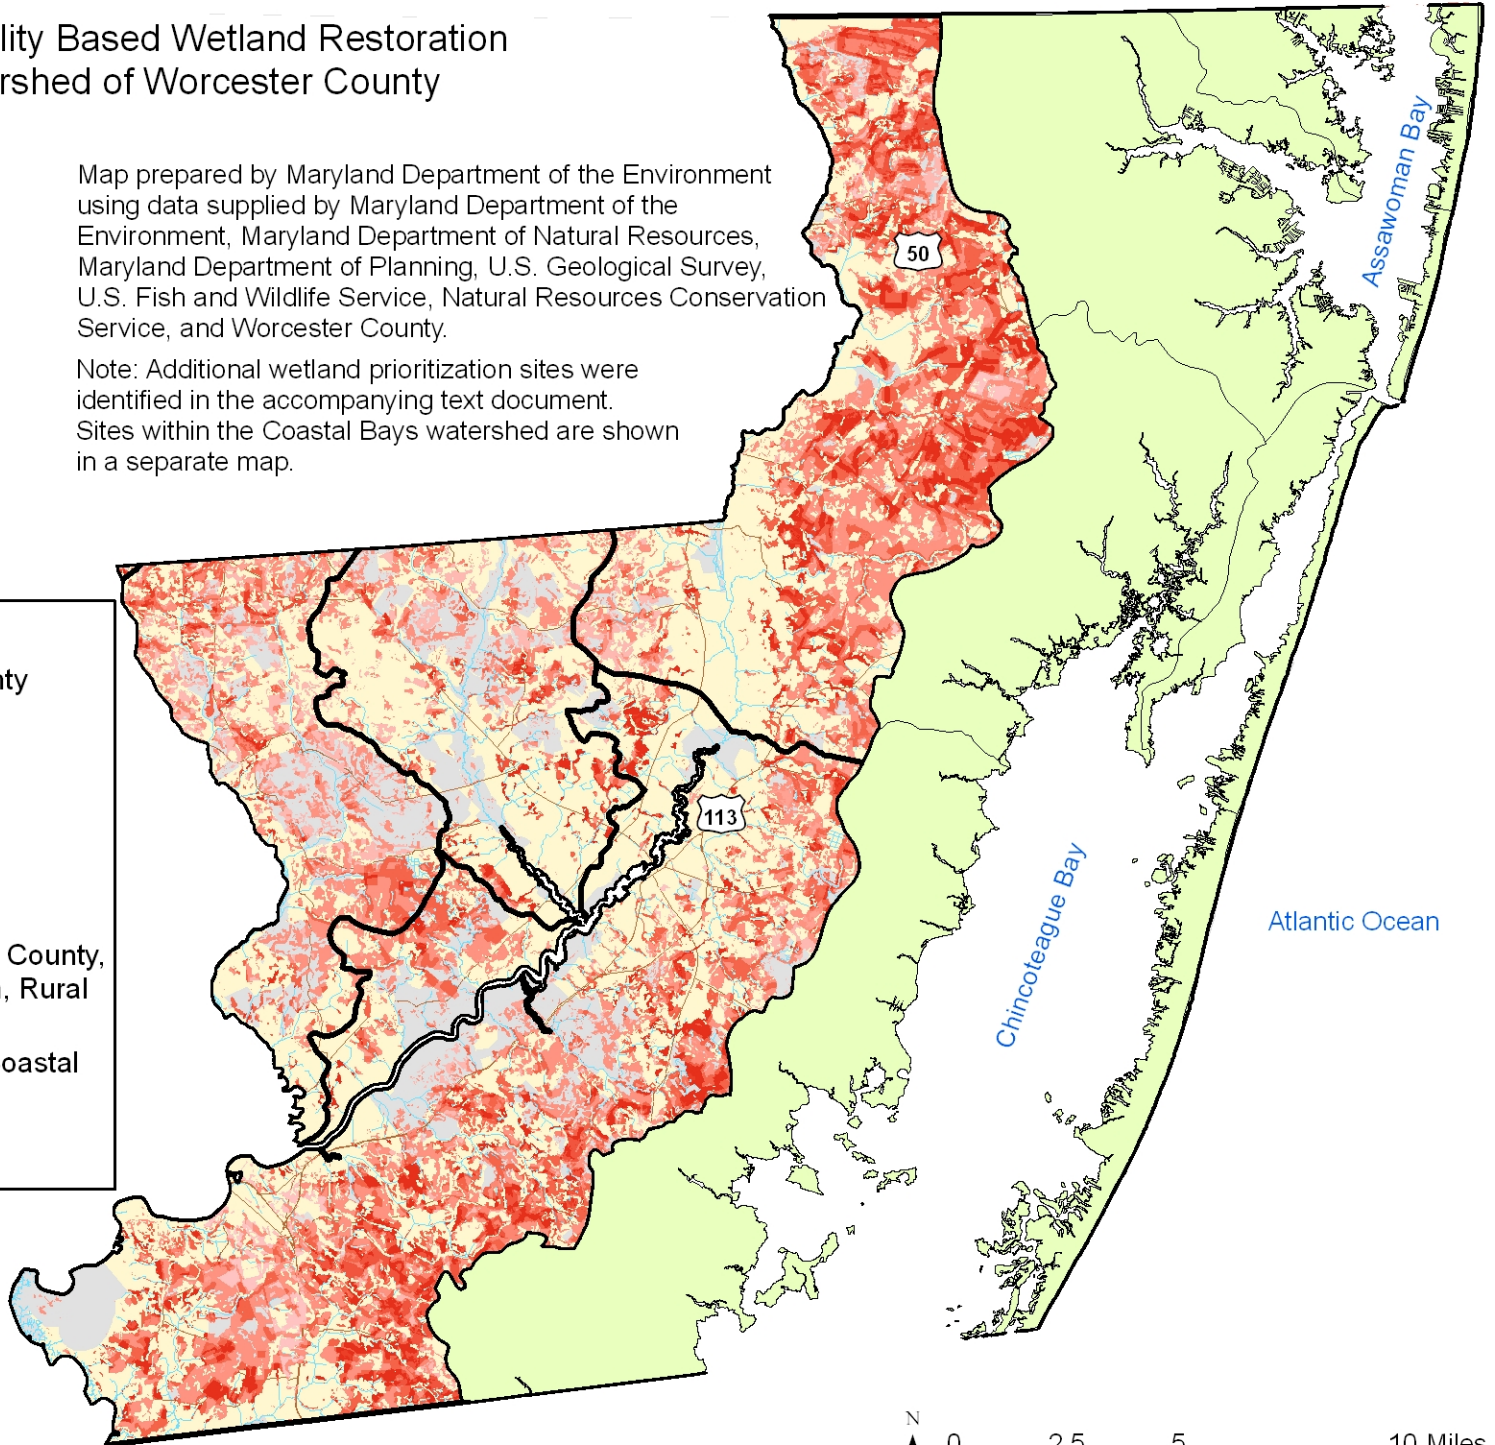 lity Based Wetland Restoration
rshed of Worcester County
Map prepared by Maryland Department of the Environment
using data supplied by Maryland Department of the
Environment, Maryland Department of Natural Resources,
Maryland Department of Planning, U.S. Geological Survey,
U.S. Fish and Wildlife Service, Natural Resources Conservation
Service, and Worcester County.
Note: Additional wetland prioritization sites were
identified in the accompanying text document.
Sites within the Coastal Bays watershed are shown
in a separate map.
50
Assawoman Bay
nty
113
Chincoteague Bay
Atlantic Ocean
County,
, Rural
oastal
N
0 2.5 5 10 Miles